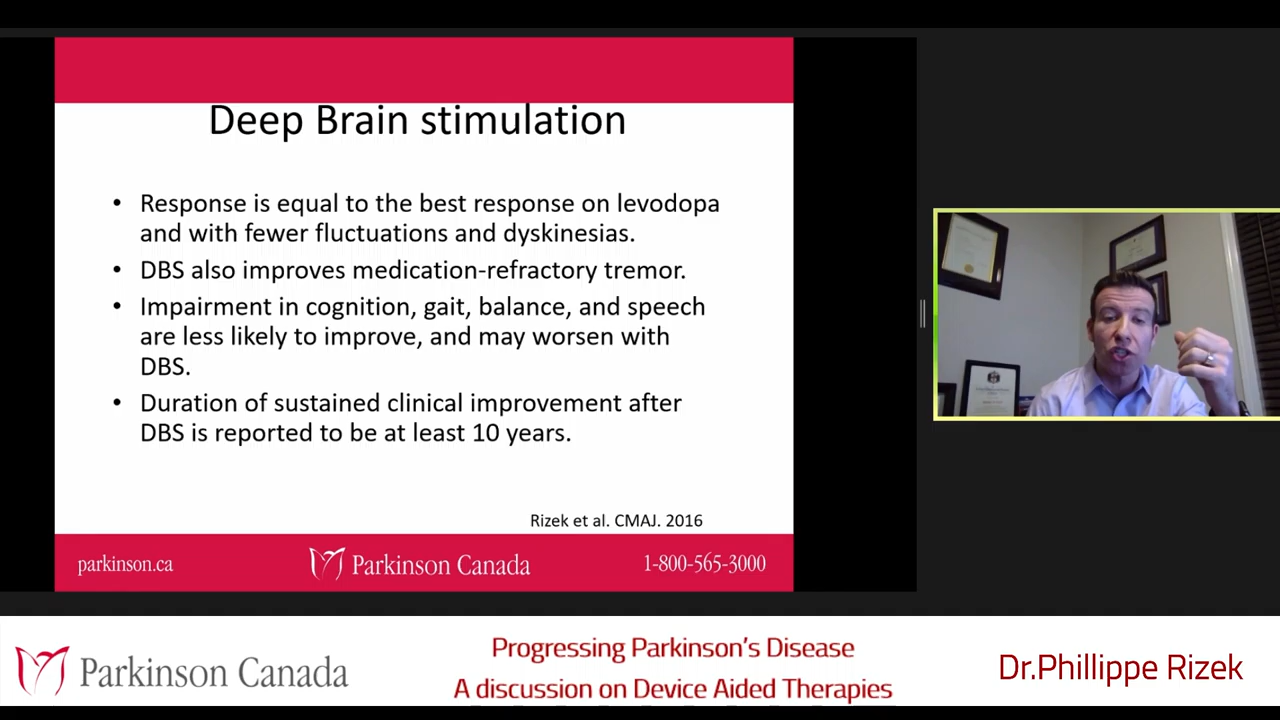 Deep Brain stimulation
• Response is equal to the best response on levodopa
and with fewer fluctuations and dyskinesias.
• DBS also improves medication-refractory tremor.
• Impairment in cognition, gait, balance, and speech
are less likely to improve, and may worsen with
DBS.
• Duration of sustained clinical improvement after
DBS is reported to be at least 10 years.
Rizek et al. CMAJ. 2016
parkinson.ca
Parkinson Canada
1-800-565-3000
Parkinson Canada
Progressing Parkinson's Disease
A discussion on Device Aided Therapies
Dr.Phillippe Rizek